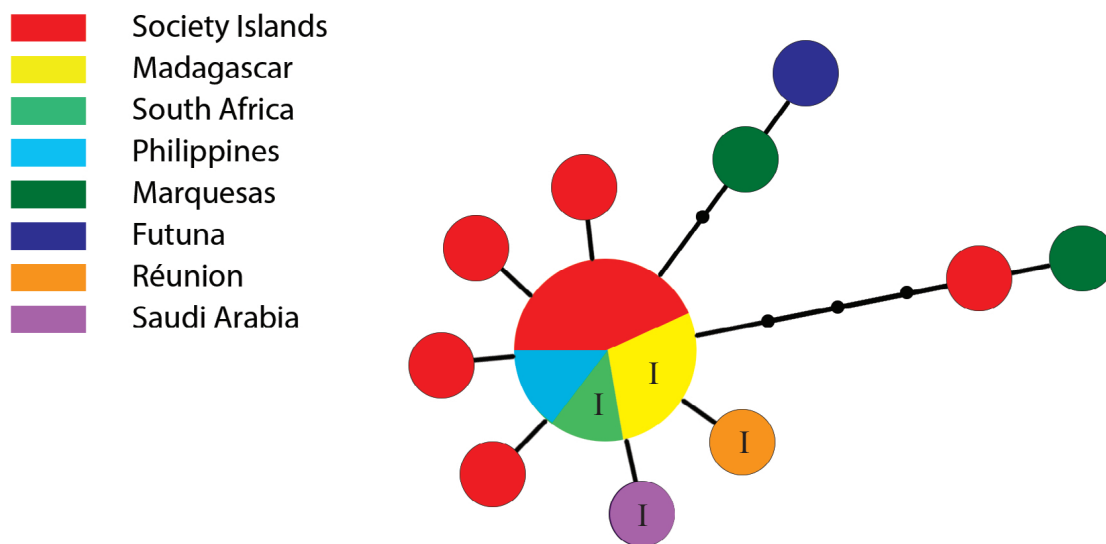 Society Islands
Madagascar
South Africa
Philippines
Marquesas
Futuna
Réunion
Saudi Arabia
I
I
I
I